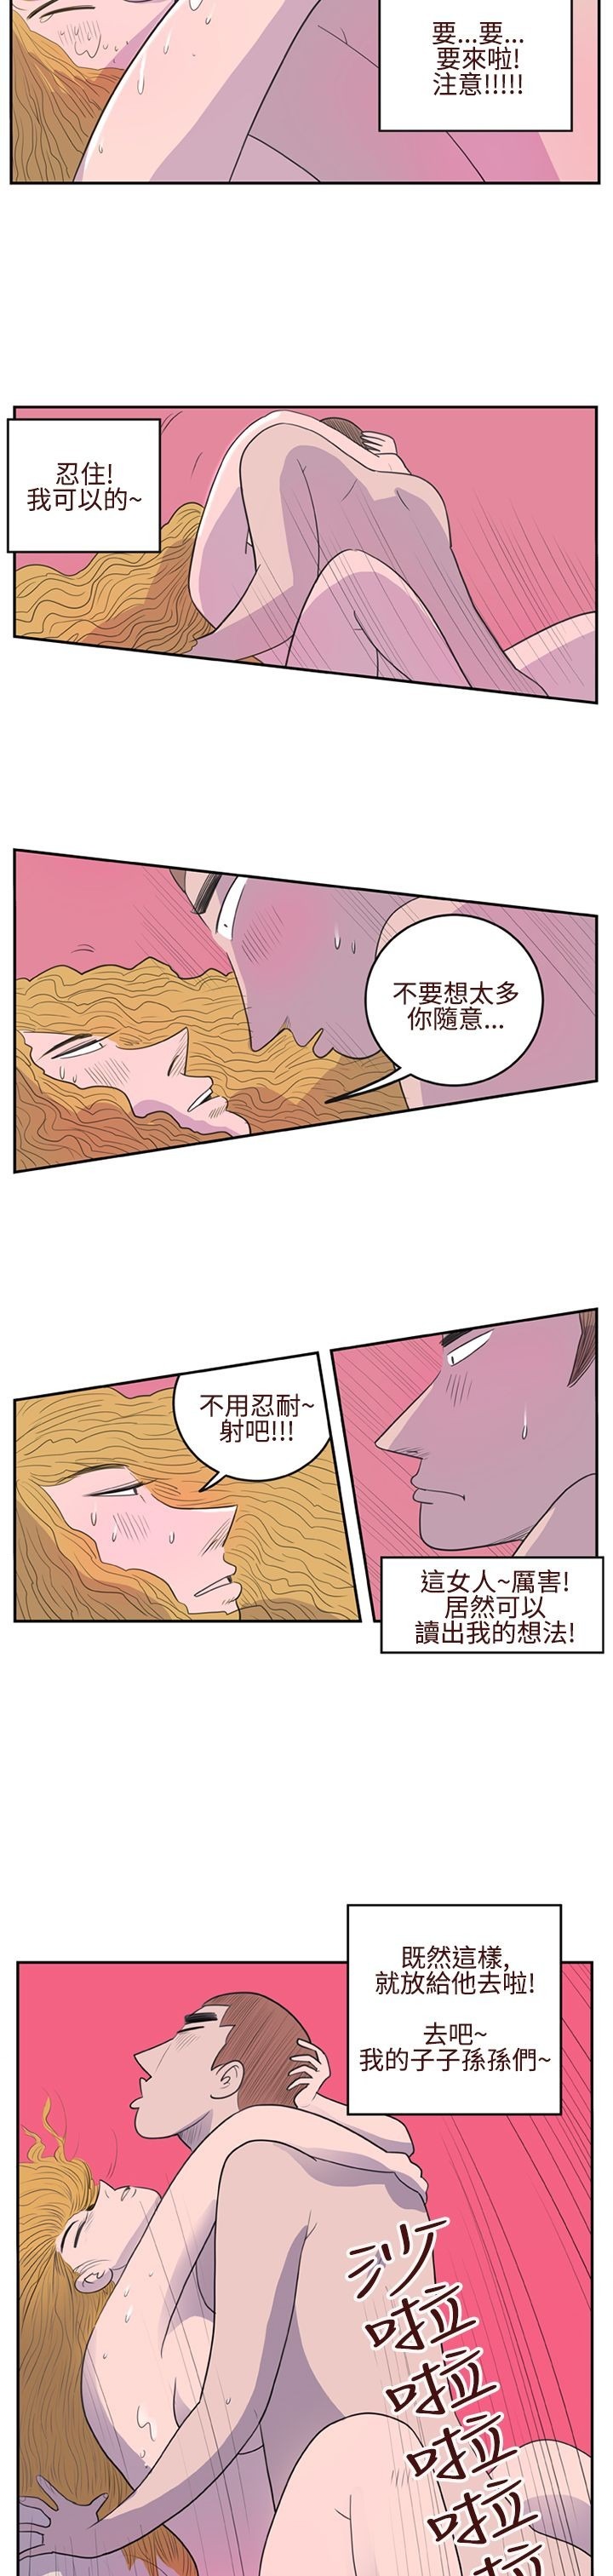 要...要...
要來啦!
注意!!!!!
忍住!
我可以的~
不要想太多
你隨意...
不用忍耐~
射吧!!!
這女人~厲害!
居然可以
讀出我的想法!
既然這樣,
就放給他去啦!
去吧~
我的子子孫孫們~
沙
啦
啦
啦
啦
啦